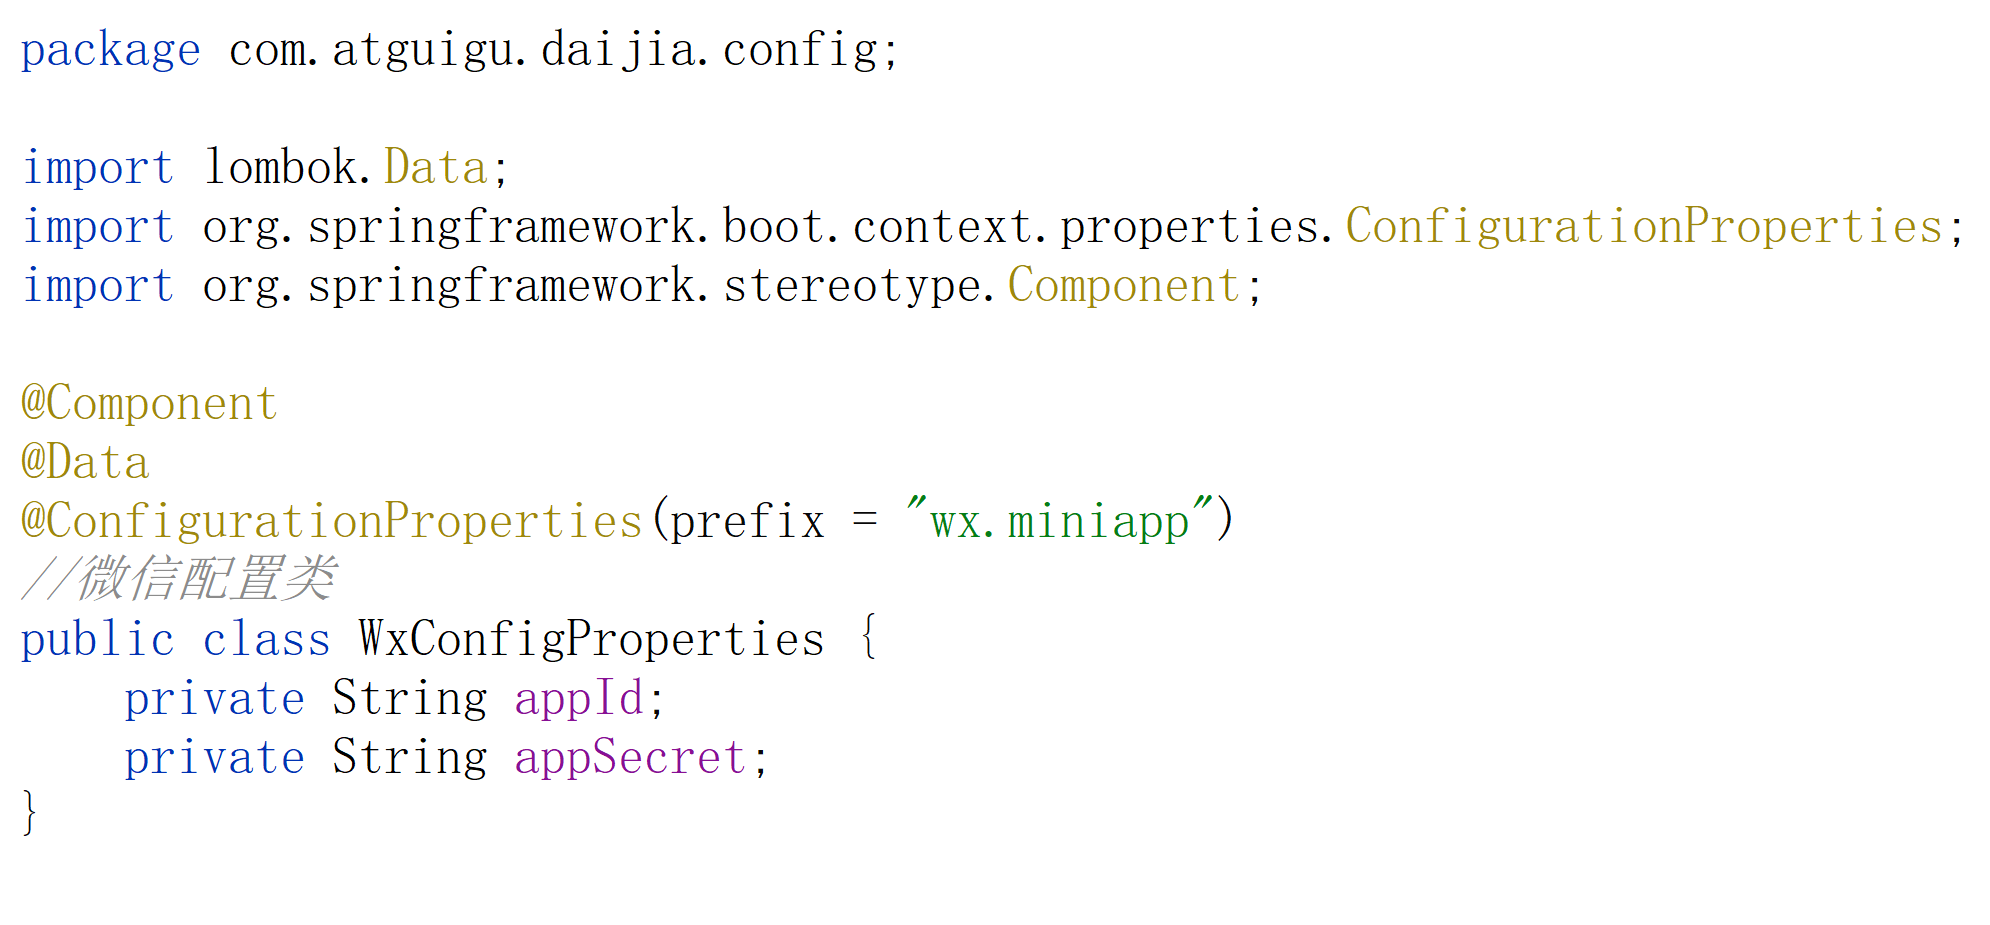 package com.atguigu.daijia.config;
import lombok.Data;
import org.springframework.boot.context.properties.ConfigurationProperties;
import org.springframework.stereotype.Component;
@Component
@Data
@ConfigurationProperties(prefix = "wx.miniapp")
//微信配置类
public class WxConfigProperties {
    private String appId;
    private String appSecret;
}